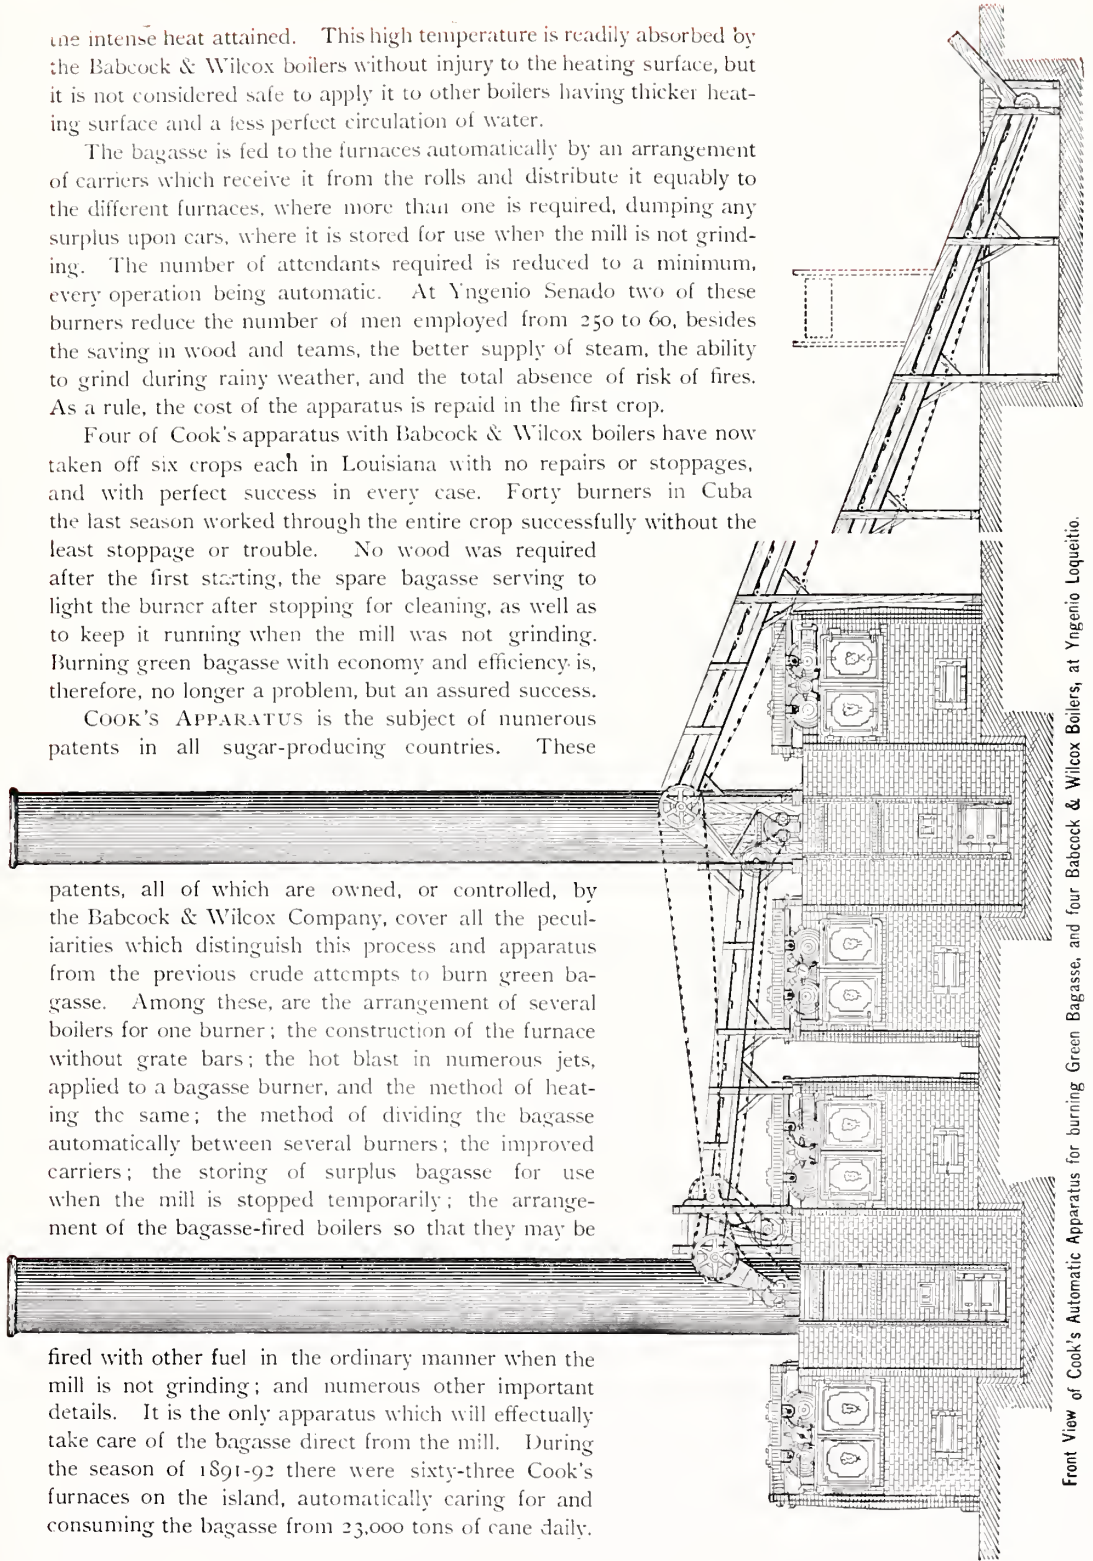 the intense heat attained. This high temperature is readily absorbed by
the Babcock & Wilcox boilers without injury to the heating surface, but
it is not considered safe to apply it to other boilers having thicker heat-
ing surface and a less perfect circulation of water.
The bagasse is fed to the furnaces automatically by an arrangement
of carriers which receive it from the rolls and distribute it equably to
the different furnaces, where more than one is required, dumping any
surplus upon cars, where it is stored for use when the mill is not grind-
ing. The number of attendants required is reduced to a minimum,
every operation being automatic. At Yngenio Senado two of these
burners reduce the number of men employed from 250 to 60, besides
the saving in wood and teams, the better supply of steam, the ability
to grind during rainy weather, and the total absence of risk of fires.
As a rule, the cost of the apparatus is repaid in the first crop.
Four of Cook's apparatus with Babcock & Wilcox boilers have now
taken off six crops each in Louisiana with no repairs or stoppages,
and with perfect success in every case. Forty burners in Cuba
the last season worked through the entire crop successfully without the
least stoppage or trouble. No wood was required
after the first starting, the spare bagasse serving to
light the burner after stopping for cleaning, as well as
to keep it running when the mill was not grinding.
Burning green bagasse with economy and efficiency is,
therefore, no longer a problem, but an assured success.
COOK'S APPARATUS is the subject of numerous
patents in all sugar-producing countries. These
patents, all of which are owned, or controlled, by
the Babcock & Wilcox Company, cover all the pecul-
iarities which distinguish this process and apparatus
from the previous crude attempts to burn green ba-
gasse. Among these, are the arrangement of several
boilers for one burner; the construction of the furnace
without grate bars; the hot blast in numerous jets,
applied to a bagasse burner, and the method of heat-
ing the same; the method of dividing the bagasse
automatically between several burners; the improved
carriers; the storing of surplus bagasse for use
when the mill is stopped temporarily; the arrange-
ment of the bagasse-fired boilers so that they may be
fired with other fuel in the ordinary manner when the
mill is not grinding; and numerous other important
details. It is the only apparatus which will effectually
take care of the bagasse direct from the mill. During
the season of 1891-92 there were sixty-three Cook's
furnaces on the island, automatically caring for and
consuming the bagasse from 23,000 tons of cane daily.
Front View of Cook's Automatic Apparatus for burning Green Bagasse, and four Babcock & Wilcox Boilers, at Yngenio Loqueitio.